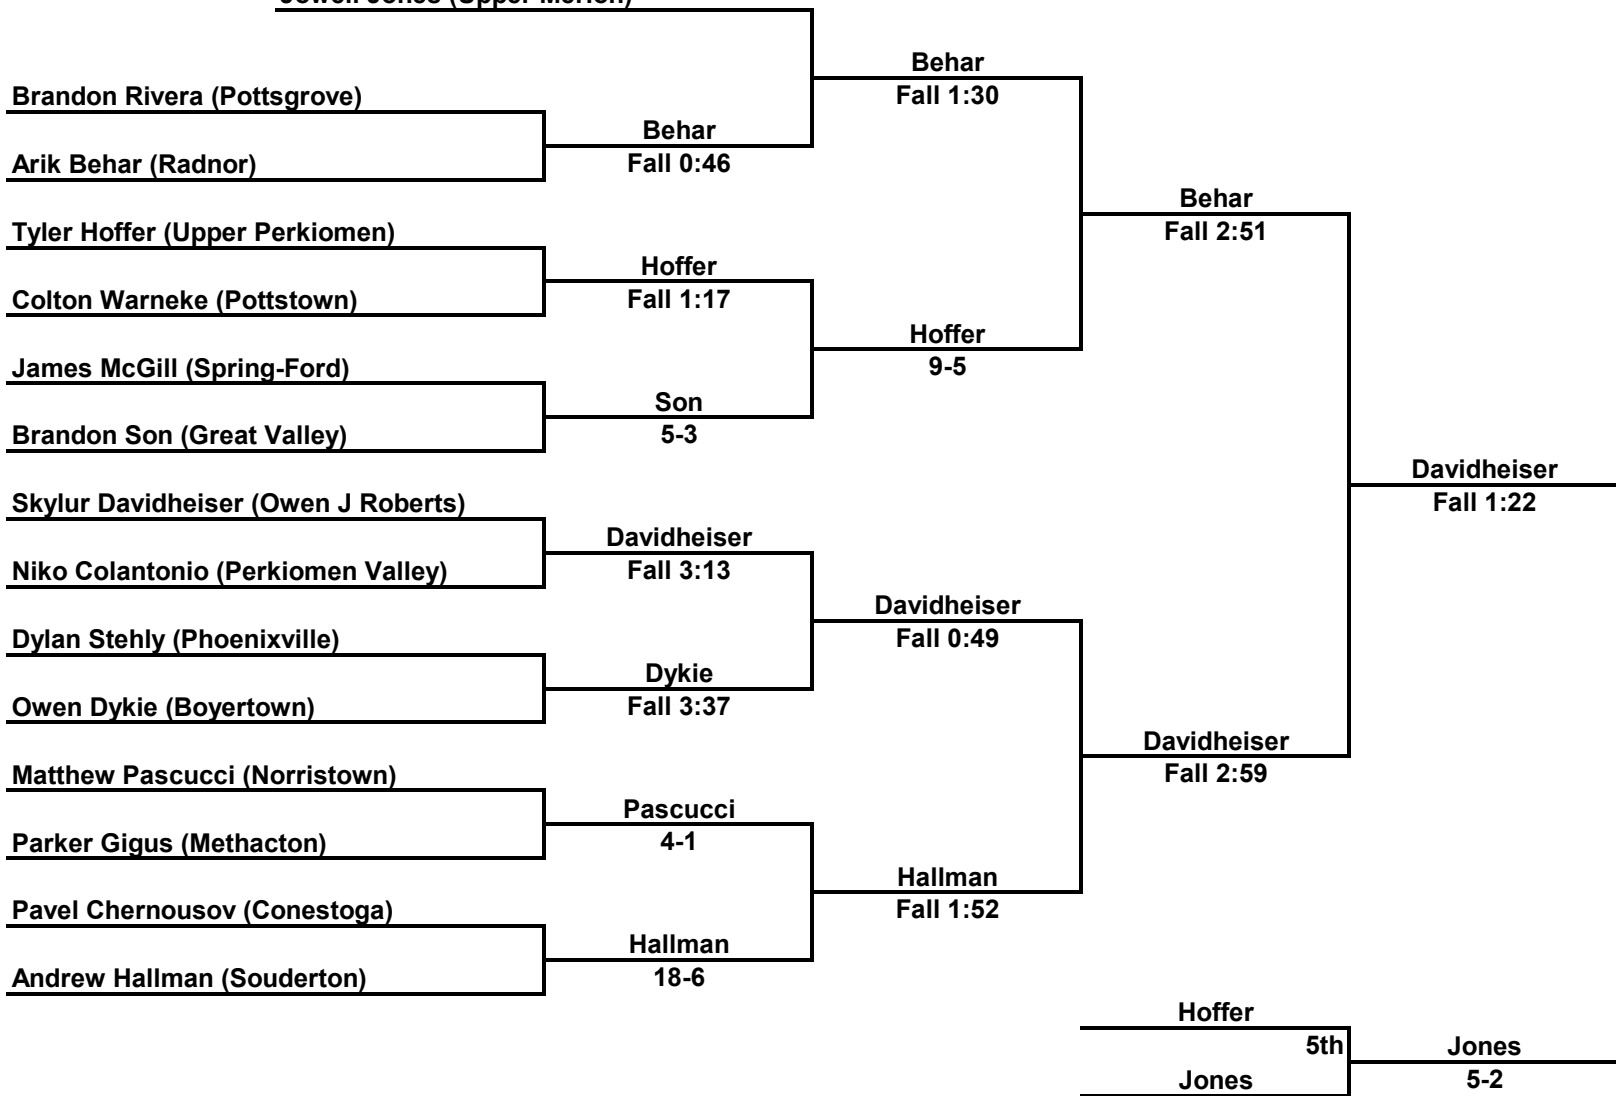 Jowell Jones (Upper Merion)
Behar
Brandon Rivera (Pottsgrove)
Fall 1:30
Behar
Arik Behar (Radnor)
Fall 0:46
Behar
Tyler Hoffer (Upper Perkiomen)
Fall 2:51
Hoffer
Colton Warneke (Pottstown)
Fall 1:17
Hoffer
James McGill (Spring-Ford)
9-5
Son
Brandon Son (Great Valley)
5-3
Davidheiser
Skylur Davidheiser (Owen J Roberts)
Fall 1:22
Davidheiser
Niko Colantonio (Perkiomen Valley)
Fall 3:13
Davidheiser
Dylan Stehly (Phoenixville)
Fall 0:49
Dykie
Owen Dykie (Boyertown)
Fall 3:37
Davidheiser
Matthew Pascucci (Norristown)
Fall 2:59
Pascucci
Parker Gigus (Methacton)
4-1
Hallman
Pavel Chernousov (Conestoga)
Fall 1:52
Hallman
Andrew Hallman (Souderton)
18-6
Hoffer
5th
Jones
Jones
5-2